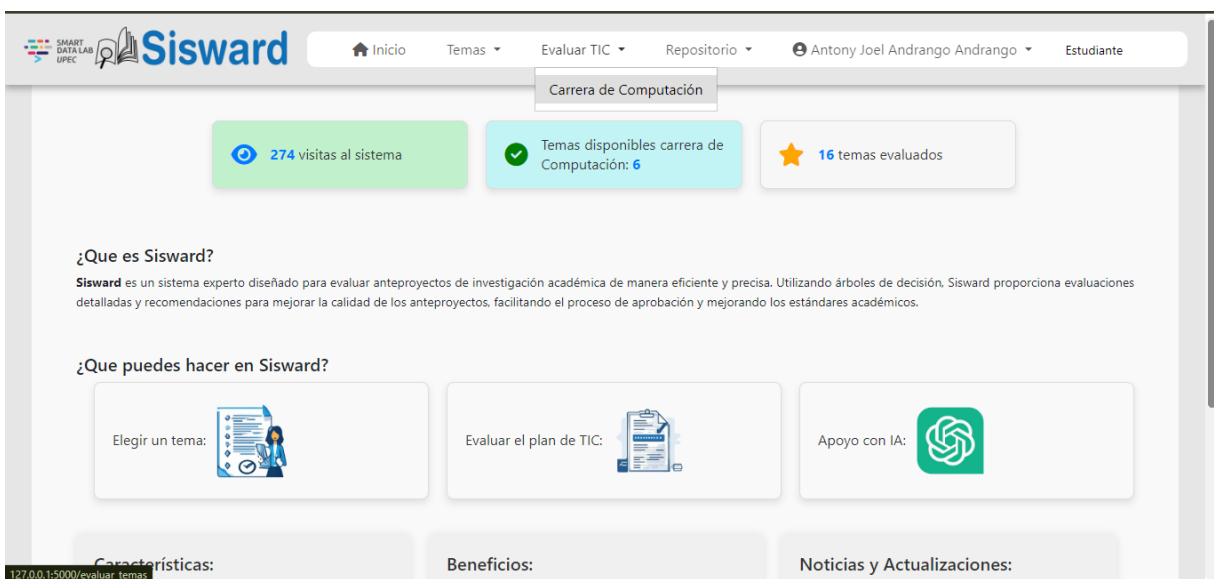 SMART
DATA LAB
UPEC
Sisward
Inicio
Temas
Evaluar TIC
Repositorio
Antony Joel Andrango Andrango
Estudiante
Carrera de Computación
274 visitas al sistema
Temas disponibles carrera de
Computación: 6
16 temas evaluados
¿Que es Sisward?
Sisward es un sistema experto diseñado para evaluar anteproyectos de investigación académica de manera eficiente y precisa. Utilizando árboles de decisión, Sisward proporciona evaluaciones
detalladas y recomendaciones para mejorar la calidad de los anteproyectos, facilitando el proceso de aprobación y mejorando los estándares académicos.
¿Que puedes hacer en Sisward?
Elegir un tema:
Evaluar el plan de TIC:
Apoyo con IA:
Características:
Beneficios:
Noticias y Actualizaciones:
127.0.0.1:5000/evaluar_temas